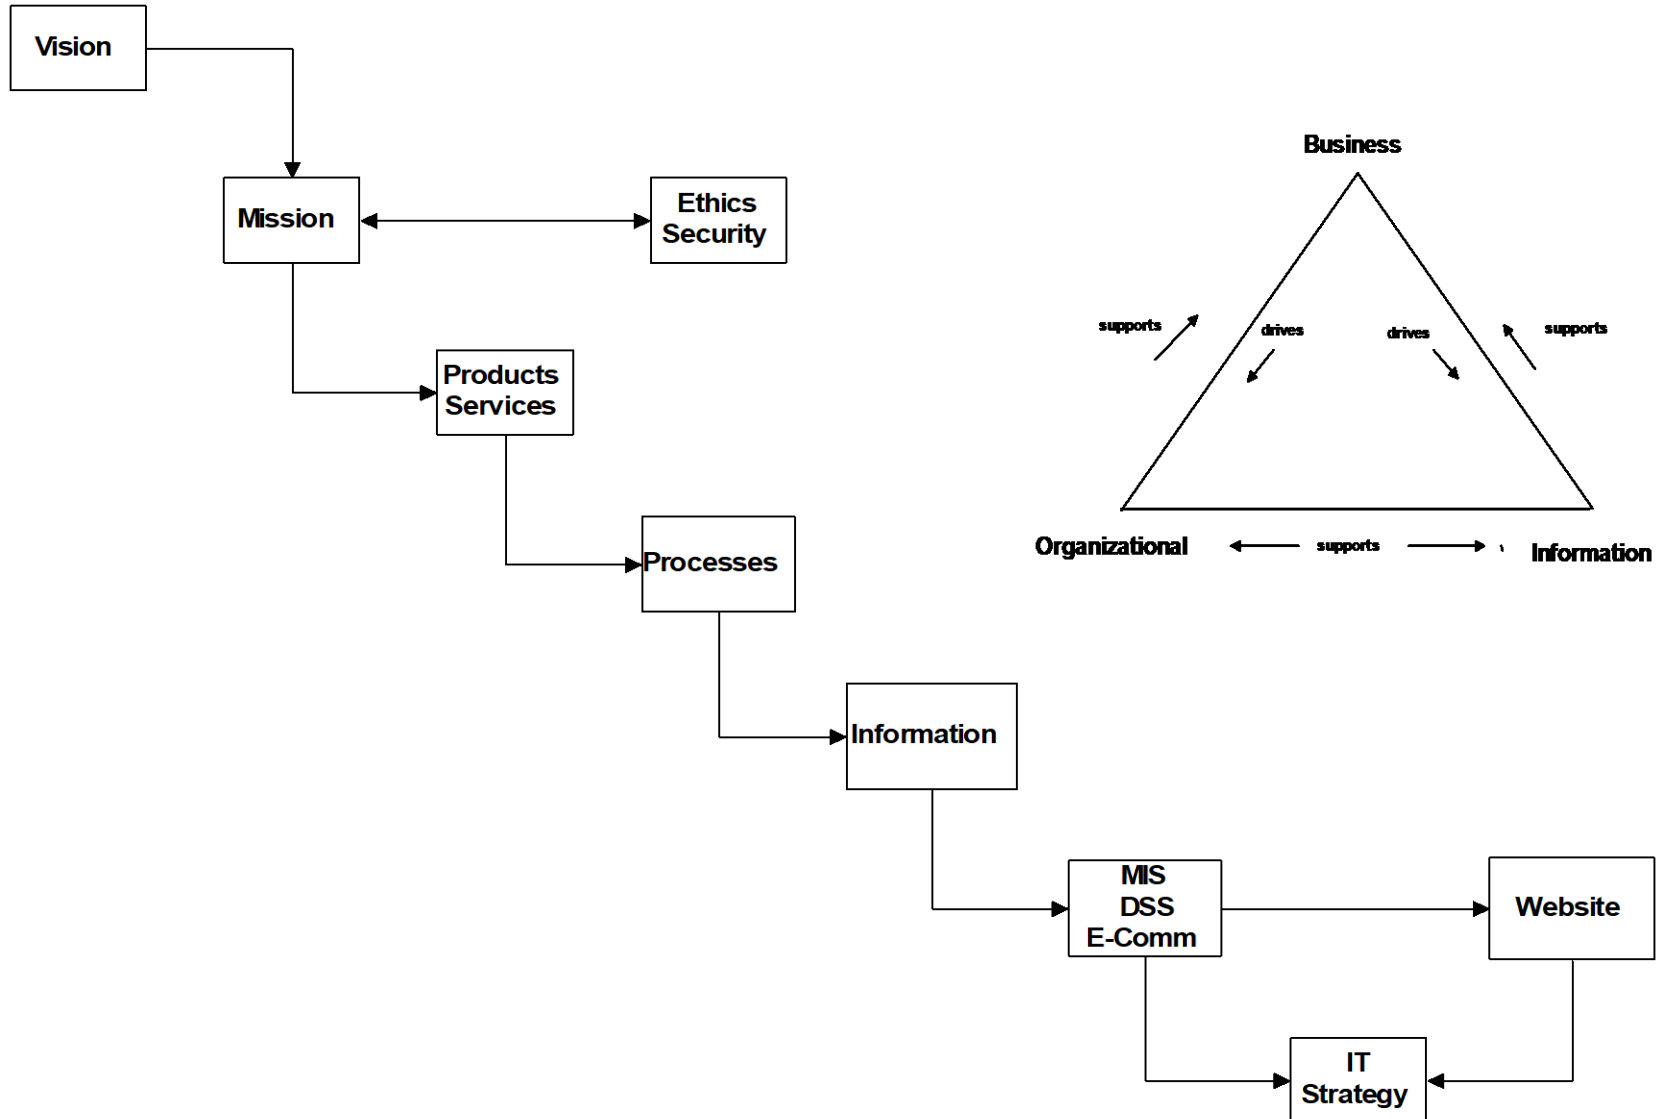 Vision
Business
Mission
Ethics
Security
supports
drives
drives
supports
Products
Services
Organizational
supports
Information
Processes
Information
MIS
DSS
E-Comm
Website
IT
Strategy